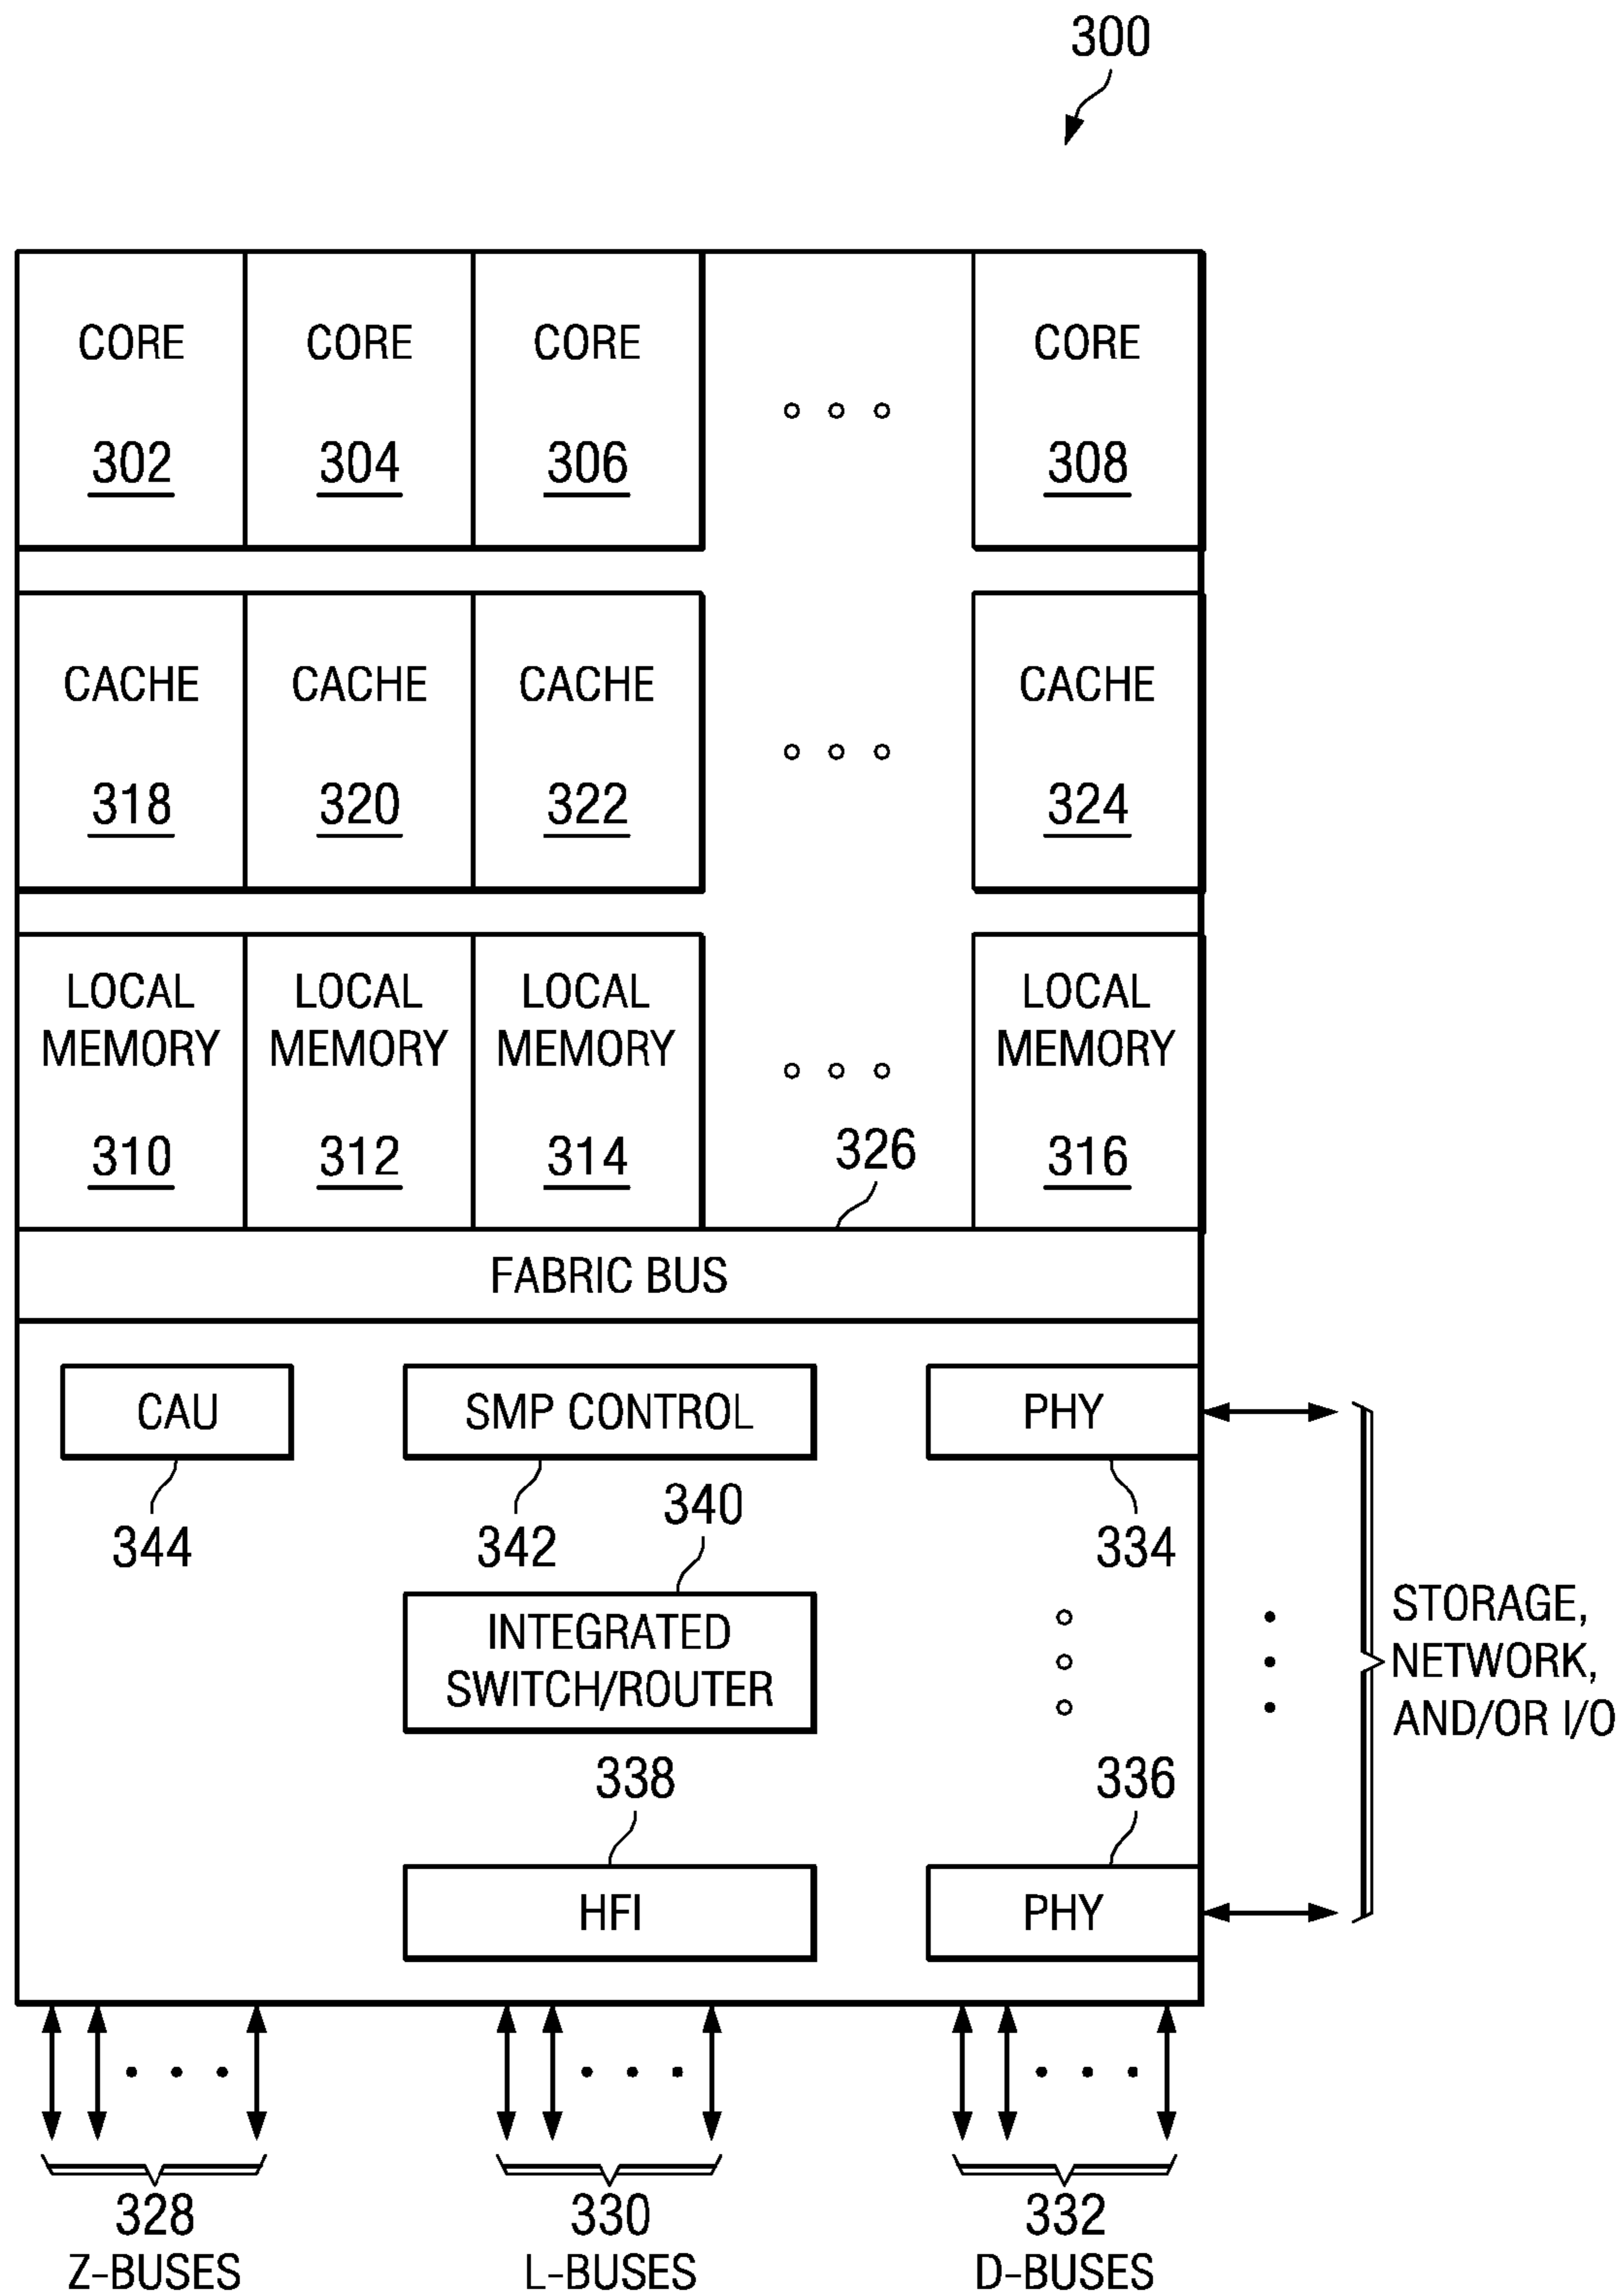 300
CORE CORE CORE CORE
302 304 306 308
CACHE CACHE CACHE CACHE
318 320 322 324
LOCAL LOCAL LOCAL LOCAL
MEMORY MEMORY MEMORY MEMORY
310 312 314 326 316
FABRIC BUS
CAU SMP CONTROL PHY
344 342 340 334
INTEGRATED
SWITCH/ROUTER
STORAGE,
NETWORK,
AND/OR I/O
338 336
HFI PHY
328 330 332
Z-BUSES L-BUSES D-BUSES